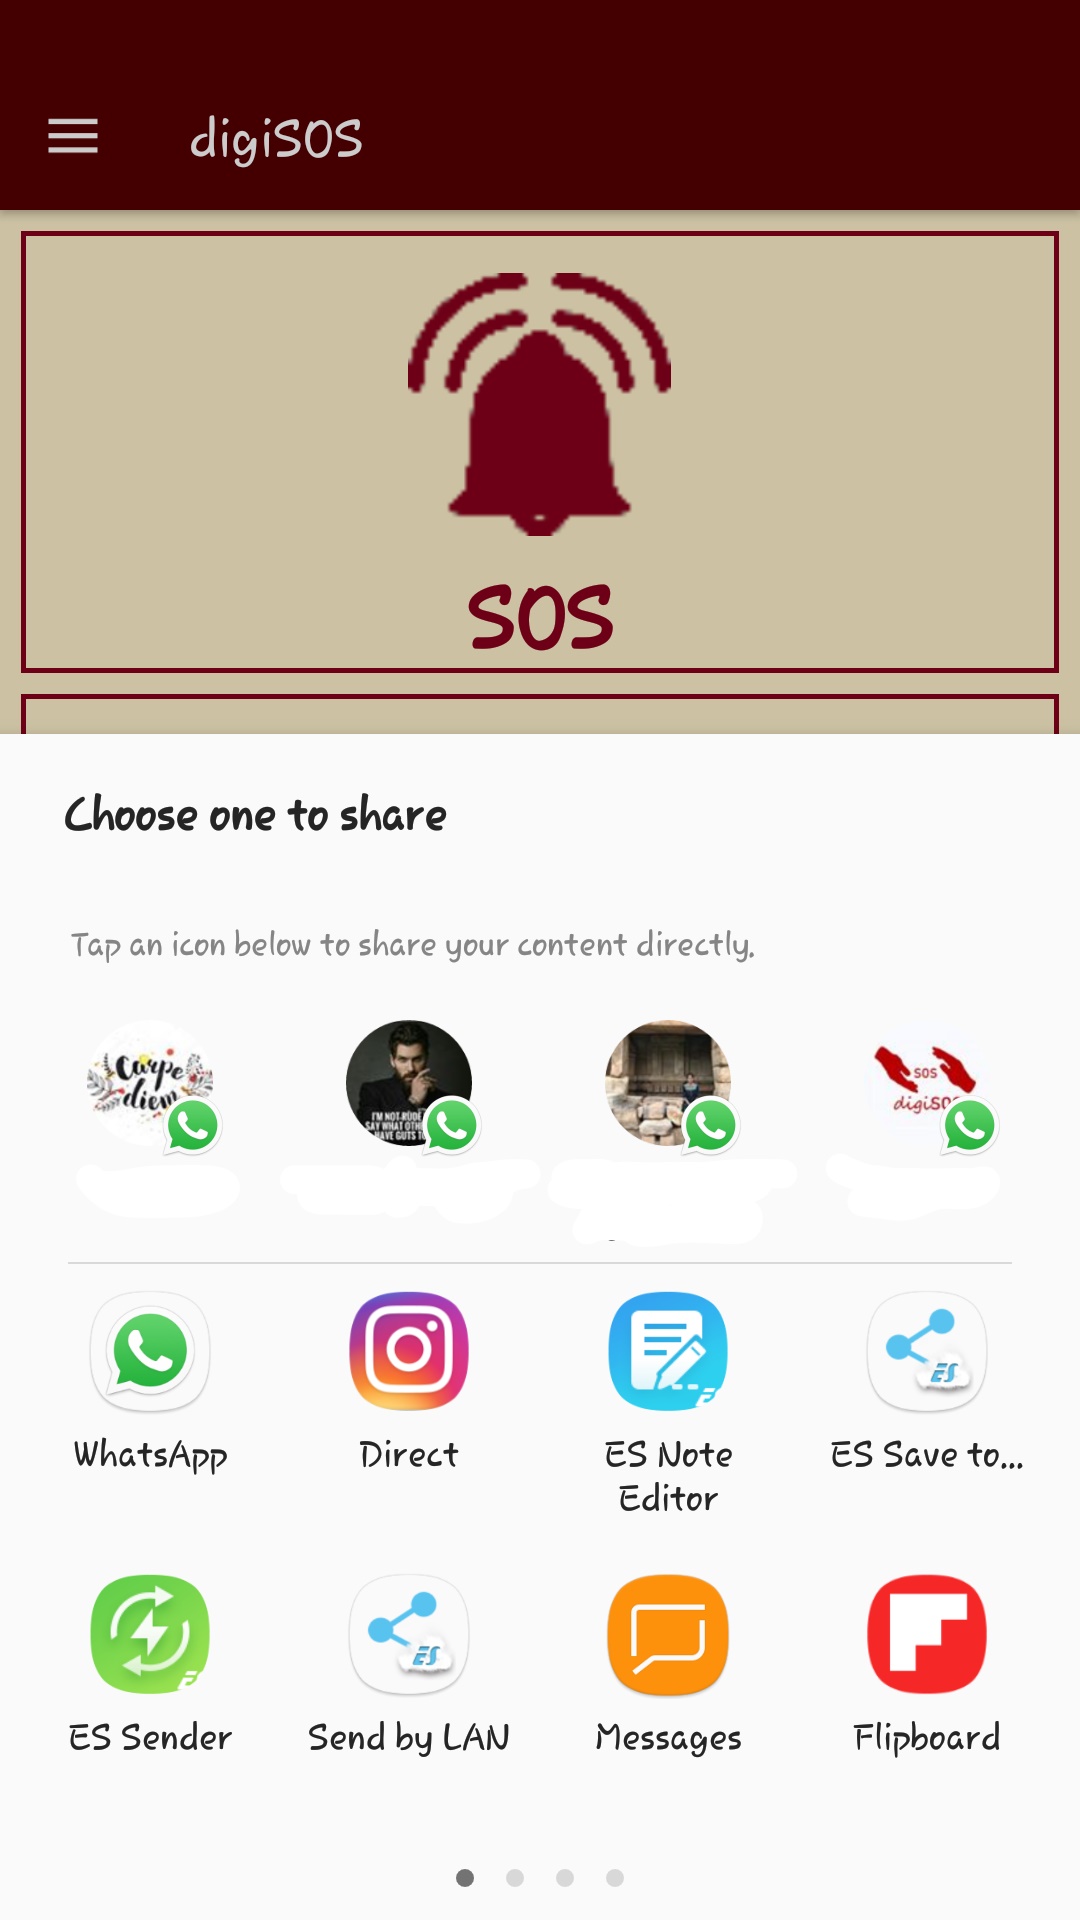 digiSOS
SOS
Choose one to share
Tap an icon below to share your content directly.
Carpe
diem
I'M NOT RUDE
SAY WHAT
HAVE GUTS
SOS
digiSOS
WhatsApp
Direct
ES Note
Editor
ES Save to...
ES
ES Sender
Send by LAN
ES
Messages
Flipboard